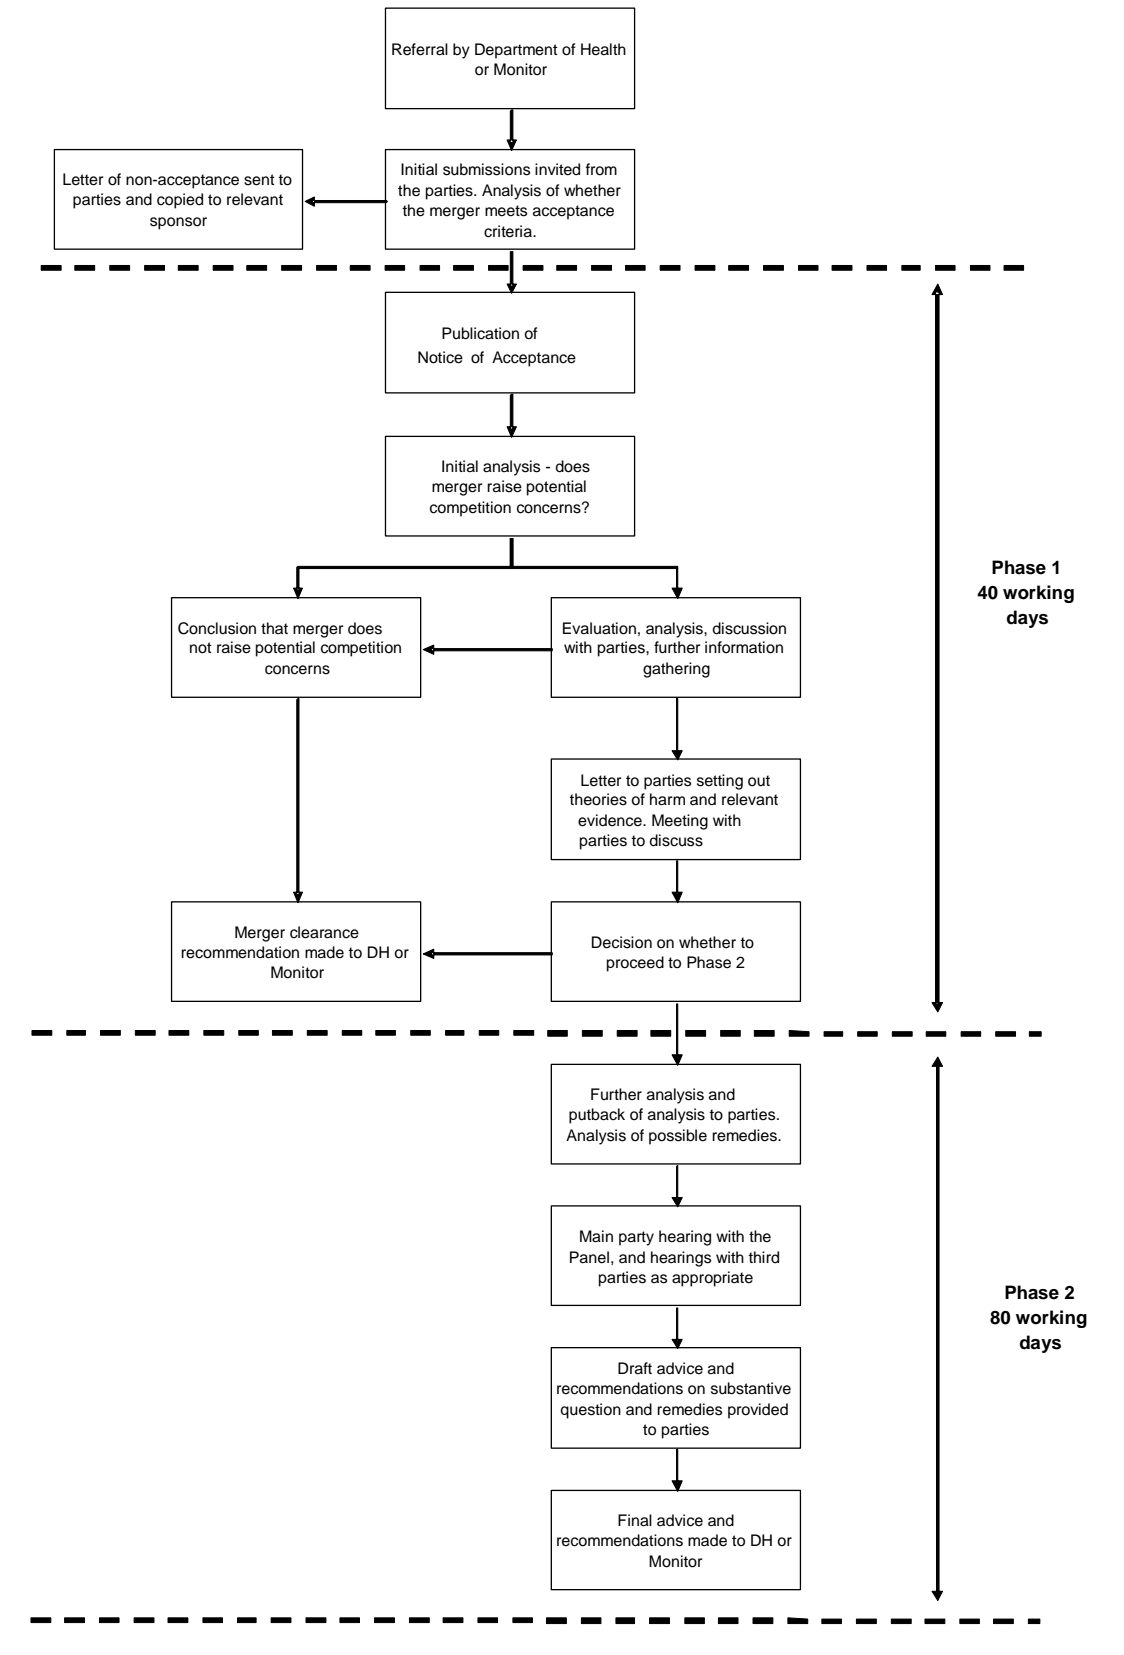 Referral by Department of Health
or Monitor
Letter of non-acceptance sent to
parties and copied to relevant
sponsor
Initial submissions invited from
the parties. Analysis of whether
the merger meets acceptance
criteria.
Publication of
Notice of Acceptance
Initial analysis - does
merger raise potential
competition concerns?
Phase 1
40 working
days
Conclusion that merger does
not raise potential competition
concerns
Evaluation, analysis, discussion
with parties, further information
gathering
Letter to parties setting out
theories of harm and relevant
evidence. Meeting with
parties to discuss
Merger clearance
recommendation made to DH or
Monitor
Decision on whether to
proceed to Phase 2
Further analysis and
putback of analysis to parties.
Analysis of possible remedies.
Main party hearing with the
Panel, and hearings with third
parties as appropriate
Phase 2
80 working
days
Draft advice and
recommendations on substantive
question and remedies provided
to parties
Final advice and
recommendations made to DH or
Monitor